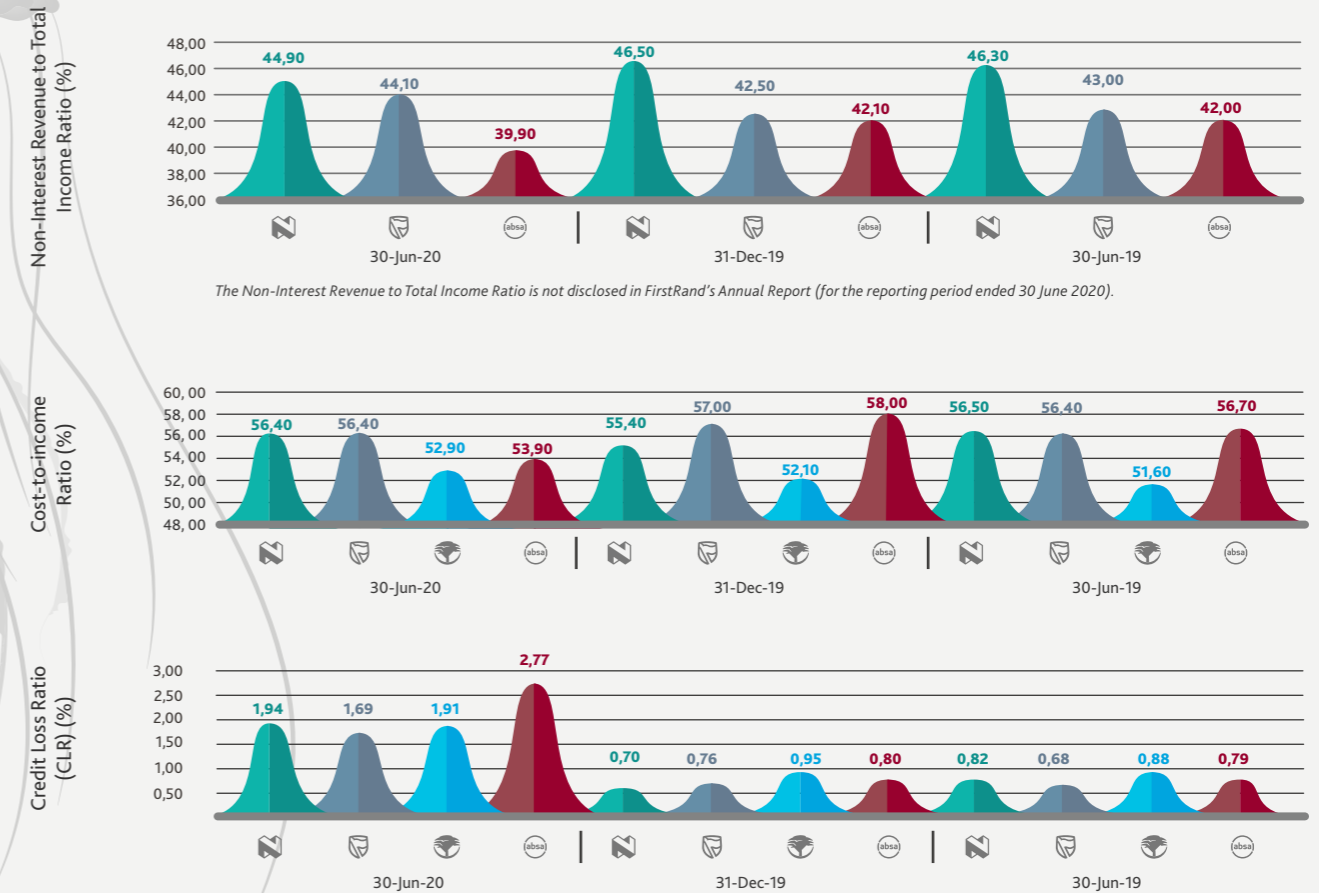 Non-Interest Revenue to Total
Income Ratio (%)
48,00
46,00
44,00
42,00
40,00
38,00
36,00
44,90
44,10
39,90
46,50
42,50
42,10
46,30
43,00
42,00
absa
absa
absa
30-Jun-20
31-Dec-19
30-Jun-19
The Non-Interest Revenue to Total Income Ratio is not disclosed in FirstRand's Annual Report (for the reporting period ended 30 June 2020).
Cost-to-income
Ratio (%)
60, 00
58, 00
56, 00
54, 00
52, 00
50, 00
48, 00
56,40
56,40
52,90
53,90
55,40
57,00
52,10
58,00
56,50
56,40
51,60
56,70
absa
absa
absa
30-Jun-20
31-Dec-19
30-Jun-19
Credit Loss Ratio
(CLR) (%)
3,00
2,50
2,00
1,50
1,00
0,50
1,94
1,69
1,91
2,77
0,70
0,76
0,95
0,80
0,82
0,68
0,88
0,79
absa
absa
absa
30-Jun-20
31-Dec-19
30-Jun-19